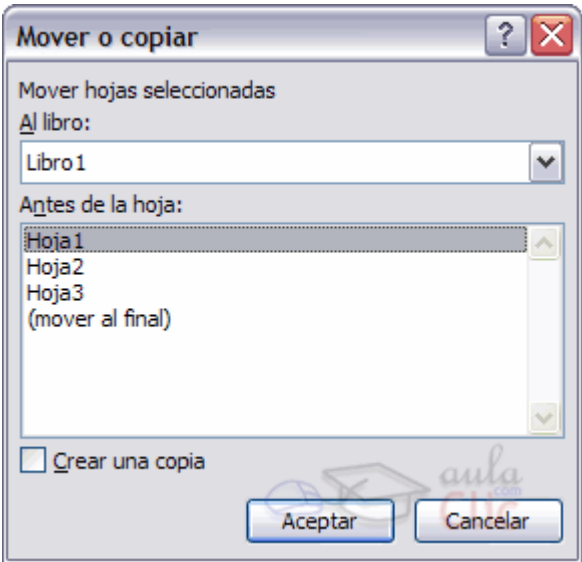 Mover o copiar
Mover hojas seleccionadas
Al libro:
Libro1
Antes de la hoja:
Hoja1
Hoja2
Hoja3
(mover al final)
Crear una copia
aula
Clic
.com
Aceptar
Cancelar